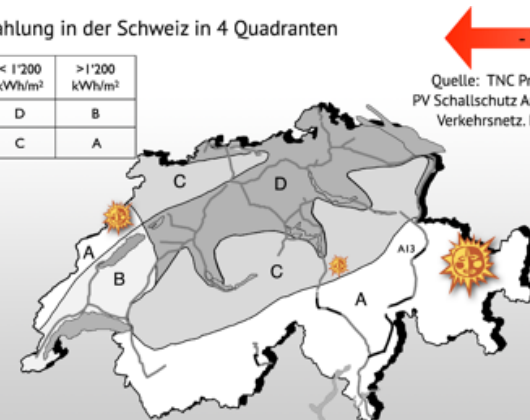 ahlung in der Schweiz in 4 Quadranten
-
< 1'200 >1'200
kWh/m² kWh/m²
D B
C A
Quelle: TNC Pr
PV Schallschutz A
Verkehrsnetz.
C
D
A
A13
B
C
A